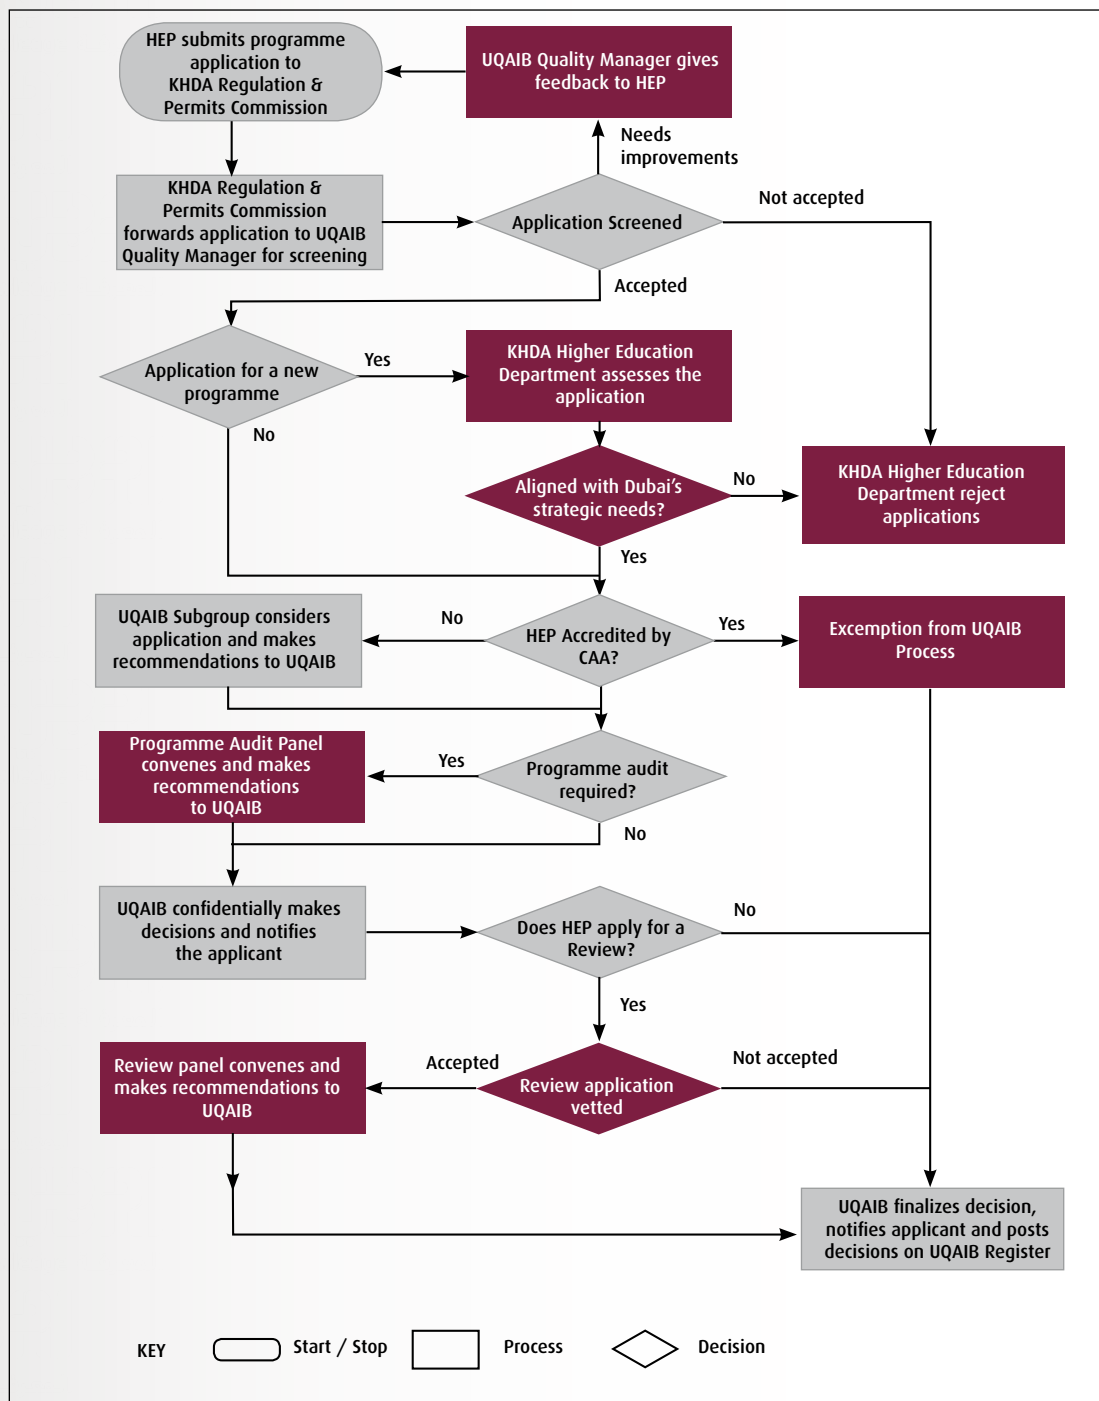 HEP submits programme
application to
KHDA Regulation &
Permits Commission
UQAIB Quality Manager gives
feedback to HEP
Needs
improvements
KHDA Regulation &
Permits Commission
forwards application to UQAIB
Quality Manager for screening
Application Screened
Not accepted
Accepted
Application for a new
programme
Yes
No
KHDA Higher Education
Department assesses the
application
Aligned with Dubai's
strategic needs?
No
Yes
KHDA Higher Education
Department reject
applications
UQAIB Subgroup considers
application and makes
recommendations to UQAIB
No
HEP Accredited by
CAA?
Yes
Excemption from UQAIB
Process
Programme Audit Panel
convenes and makes
recommendations
to UQAIB
Yes
Programme audit
required?
No
UQAIB confidentially makes
decisions and notifies
the applicant
Does HEP apply for a
Review?
No
Yes
Review panel convenes and
makes recommendations to
UQAIB
Accepted
Review application
vetted
Not accepted
UQAIB finalizes decision,
notifies applicant and posts
decisions on UQAIB Register
KEY
Start / Stop
Process
Decision